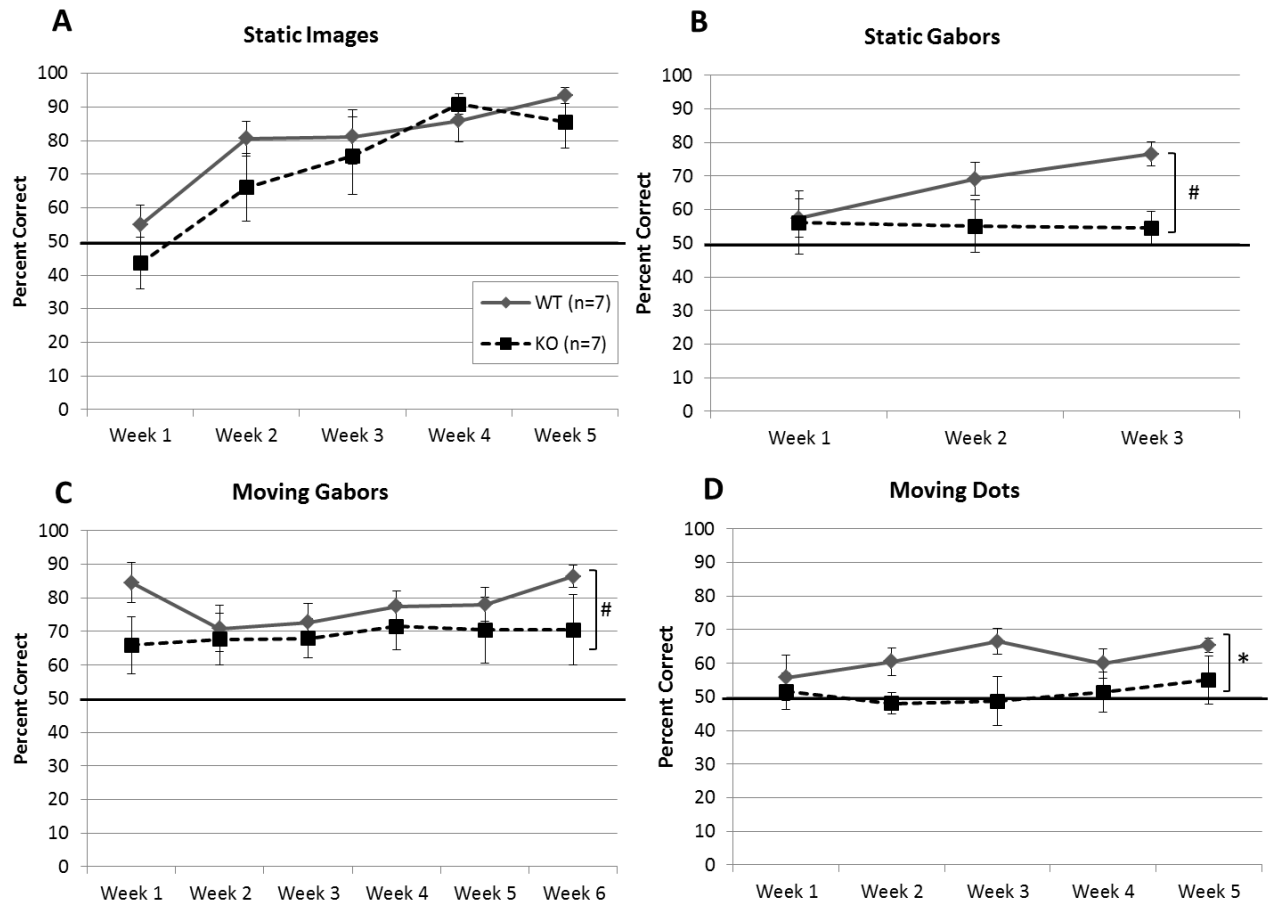 A
Static Images
Percent Correct
100
90
80
70
60
50
40
30
20
10
0
WT (n=7)
KO (n=7)
Week 1 Week 2 Week 3 Week 4 Week 5
B
Static Gabors
Percent Correct
100
90
80
70
60
50
40
30
20
10
0
#
Week 1 Week 2 Week 3
C
Moving Gabors
Percent Correct
100
90
80
70
60
50
40
30
20
10
0
#
Week 1 Week 2 Week 3 Week 4 Week 5 Week 6
D
Moving Dots
Percent Correct
100
90
80
70
60
50
40
30
20
10
0
*
Week 1 Week 2 Week 3 Week 4 Week 5